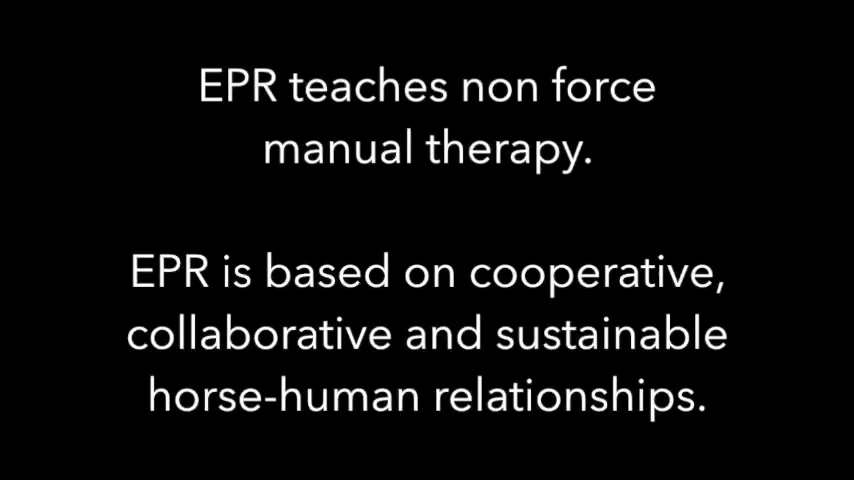 EPR teaches non force
manual therapy.
EPR is based on cooperative,
collaborative and sustainable
horse-human relationships.